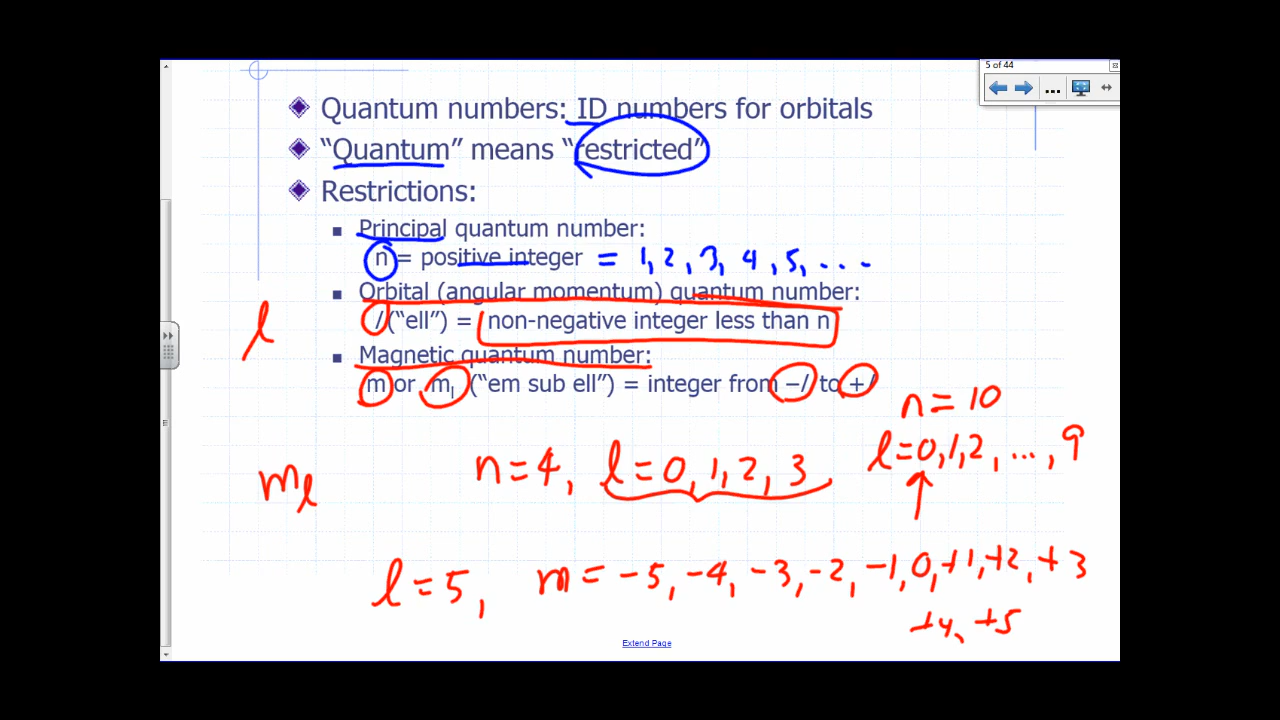 5 of 44
Quantum numbers: ID numbers for orbitals
“Quantum” means “restricted”
Restrictions:
Principal quantum number:
n = positive integer = 1, 2, 3, 4, 5, ...
Orbital (angular momentum) quantum number:
l (“ell”) = non-negative integer less than n
l
Magnetic quantum number:
m or mₗ (“em sub ell”) = integer from –l to +l
n = 10
l = 0, 1, 2, ..., 9
n = 4, l = 0, 1, 2, 3
mₗ
l = 5, m = -5, -4, -3, -2, -1, 0, +1, +2, +3
+4, +5
Extend Page